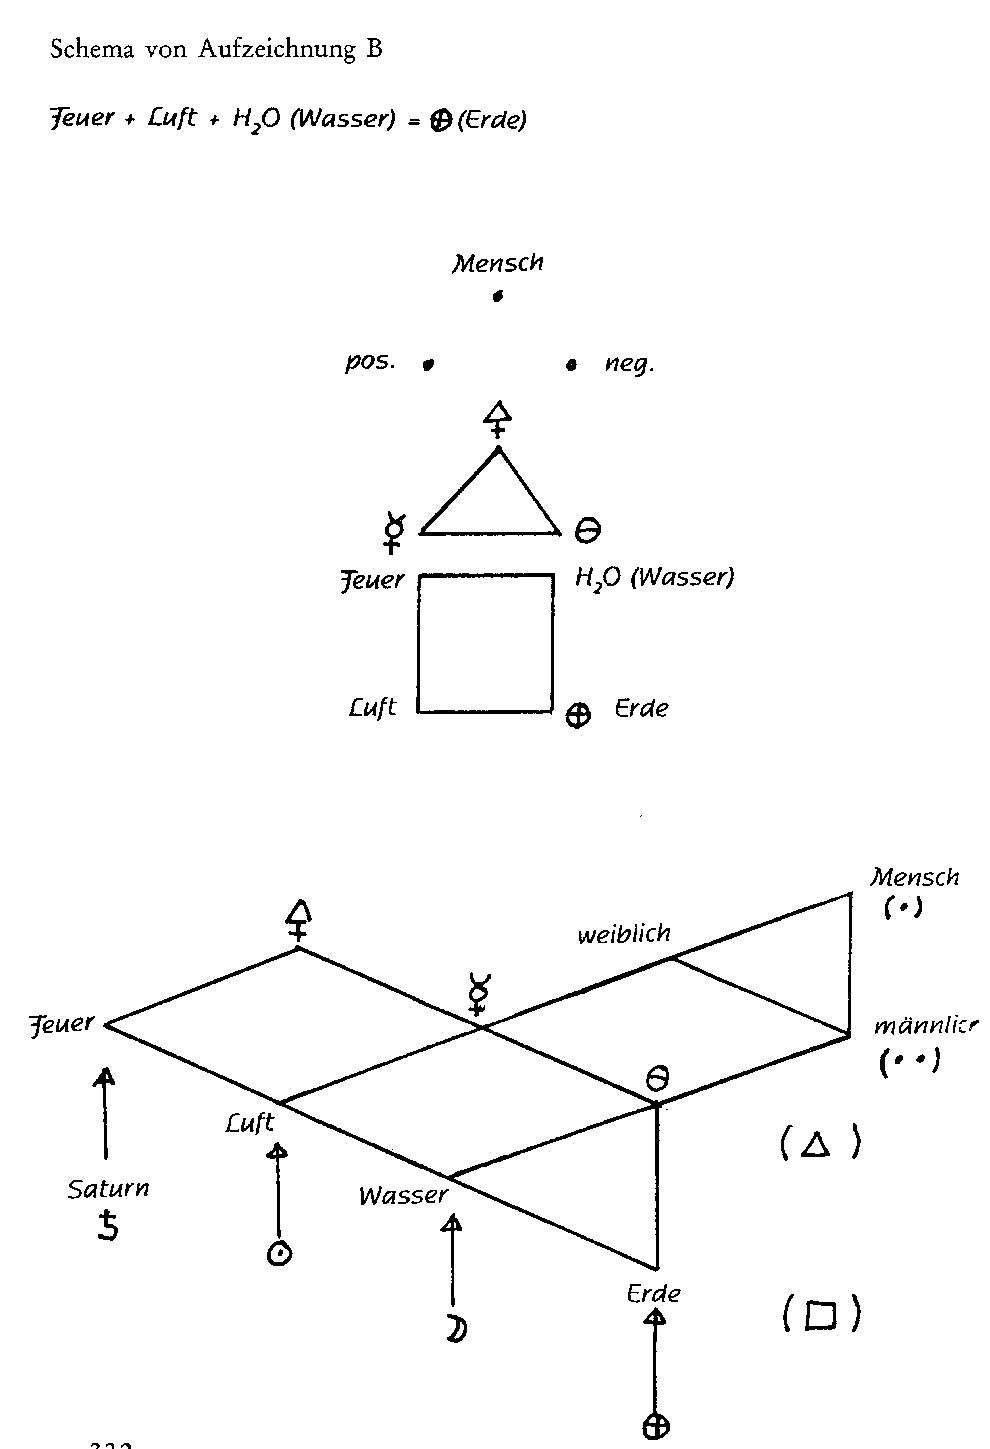 Schema von Aufzeichnung B
Feuer + Luft + H₂O (Wasser) = ⊕ (Erde)
Mensch
pos. neg.
🜍
☿ ⊖
Feuer H₂O (Wasser)
Luft ⊕ Erde
Mensch
(•)
🜍
weiblich
☿
Feuer männlich
(• •)
⊖
Luft
(△)
Wasser
Saturn
♄
☉
Erde
(□)
☽
⊕